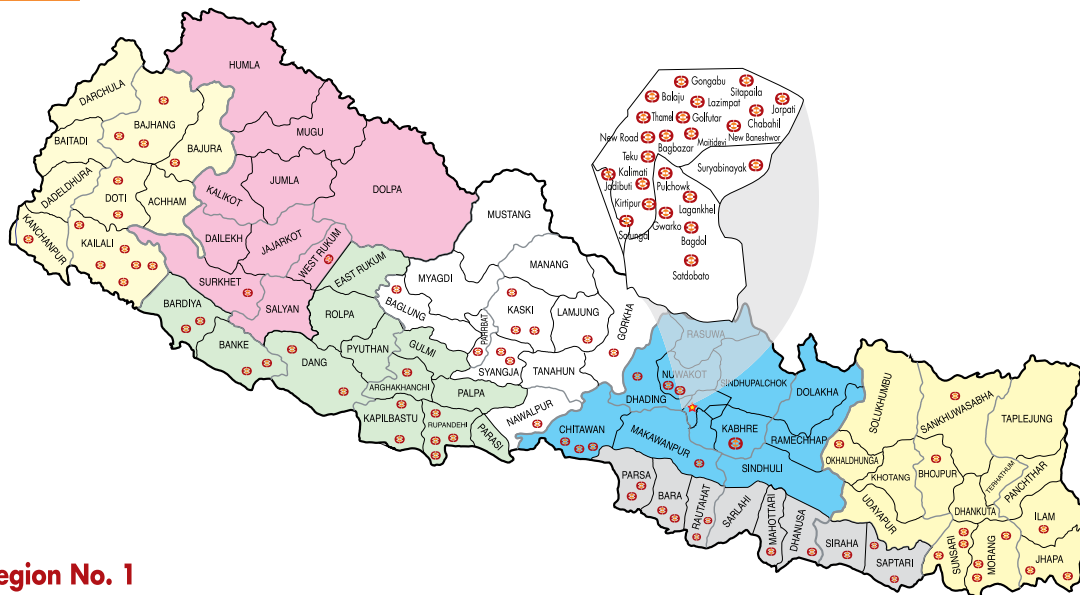 HUMLA
DARCHULA
BAJHANG
BAITADI
BAJURA
MUGU
DADELDHURA
DOTI
ACHHAM
KALIKOT
JUMLA
DOLPA
KANCHANPUR
KAILALI
DAILEKH
JAJARKOT
WEST RUKUM
SURKHET
SALYAN
EAST RUKUM
BARDIYA
BANKE
ROLPA
DANG
PYUTHAN
GULMI
ARGHAKHANCHI
PALPA
KAPILBASTU
RUPANDEHI
PARASI
MUSTANG
MANANG
MYAGDI
BAGLUNG
PARBAT
KASKI
LAMJUNG
GORKHA
SYANGJA
TANAHUN
NAWALPUR
Gongabu
Sitapaila
Balaju
Lazimpat
Jorpati
Thamel
Golfutar
Chabahil
New Road
Bagbazar
Maitidevi
New Baneshwor
Teku
Suryabinayak
Kalimati
Jadibuti
Pulchowk
Kirtipur
Lagankhel
Satungal
Gwarko
Bagdol
Satdobato
RASUWA
NUWAKOT
SINDHUPALCHOK
DHADING
DOLAKHA
CHITAWAN
MAKAWANPUR
KABHRE
RAMECHHAP
SINDHULI
PARSA
BARA
RAUTAHAT
SARLAHI
MAHOTTARI
DHANUSA
SIRAHA
SAPTARI
SOLUKHUMBU
SANKHUWASABHA
TAPLEJUNG
OKHALDHUNGA
KHOTANG
BHOJPUR
TERHATHUM
PANCHTHAR
UDAYAPUR
DHANKUTA
ILAM
SUNSARI
MORANG
JHAPA
egion No. 1